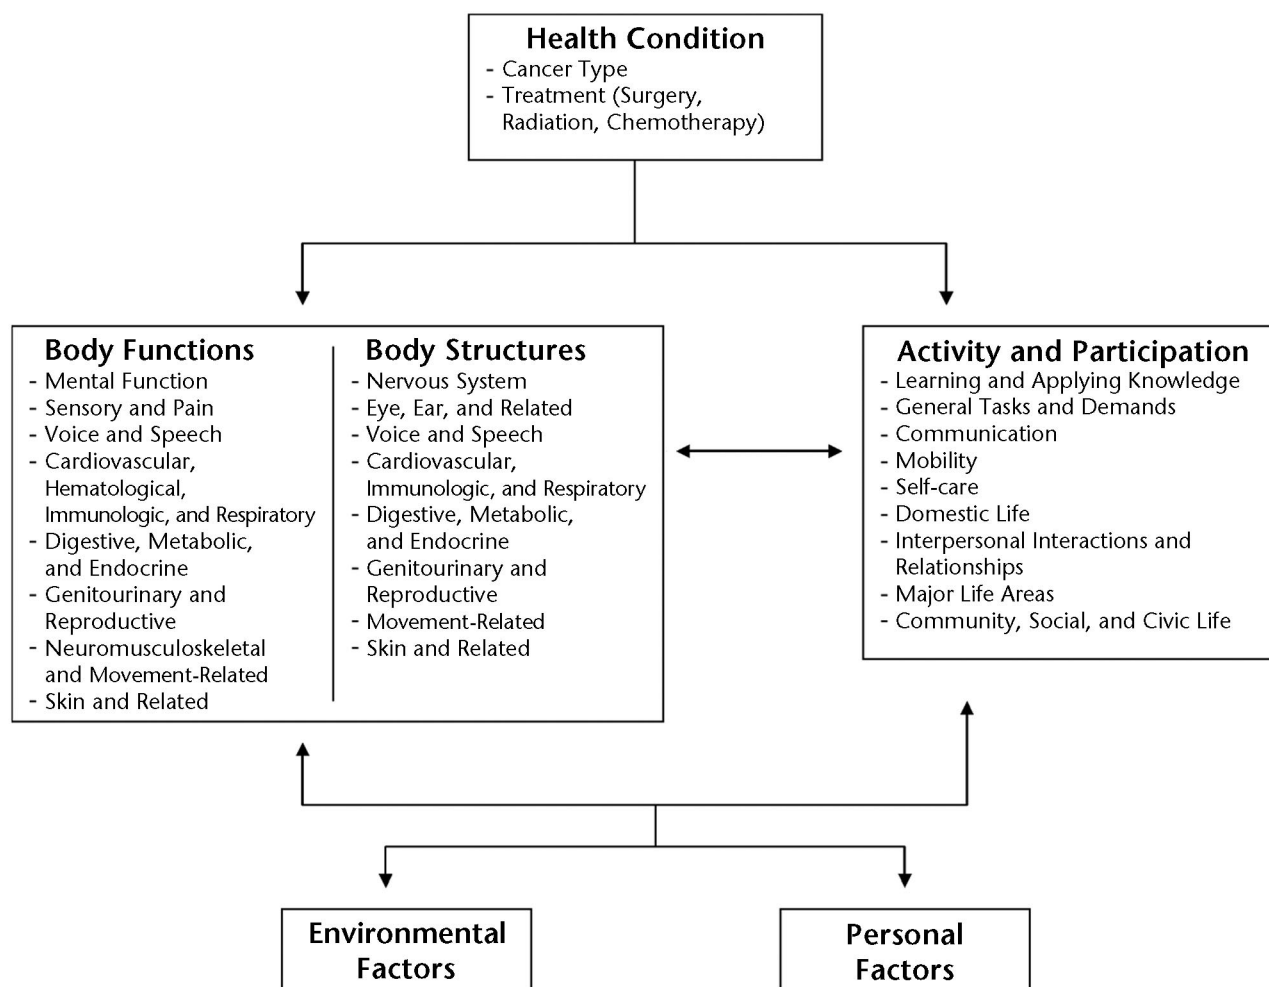 Health Condition
- Cancer Type
- Treatment (Surgery,
Radiation, Chemotherapy)
Body Functions
- Mental Function
- Sensory and Pain
- Voice and Speech
- Cardiovascular,
Hematological,
Immunologic, and Respiratory
- Digestive, Metabolic,
and Endocrine
- Genitourinary and
Reproductive
- Neuromusculoskeletal
and Movement-Related
- Skin and Related
Body Structures
- Nervous System
- Eye, Ear, and Related
- Voice and Speech
- Cardiovascular,
Immunologic, and Respiratory
- Digestive, Metabolic,
and Endocrine
- Genitourinary and
Reproductive
- Movement-Related
- Skin and Related
Activity and Participation
- Learning and Applying Knowledge
- General Tasks and Demands
- Communication
- Mobility
- Self-care
- Domestic Life
- Interpersonal Interactions and
Relationships
- Major Life Areas
- Community, Social, and Civic Life
Environmental
Factors
Personal
Factors